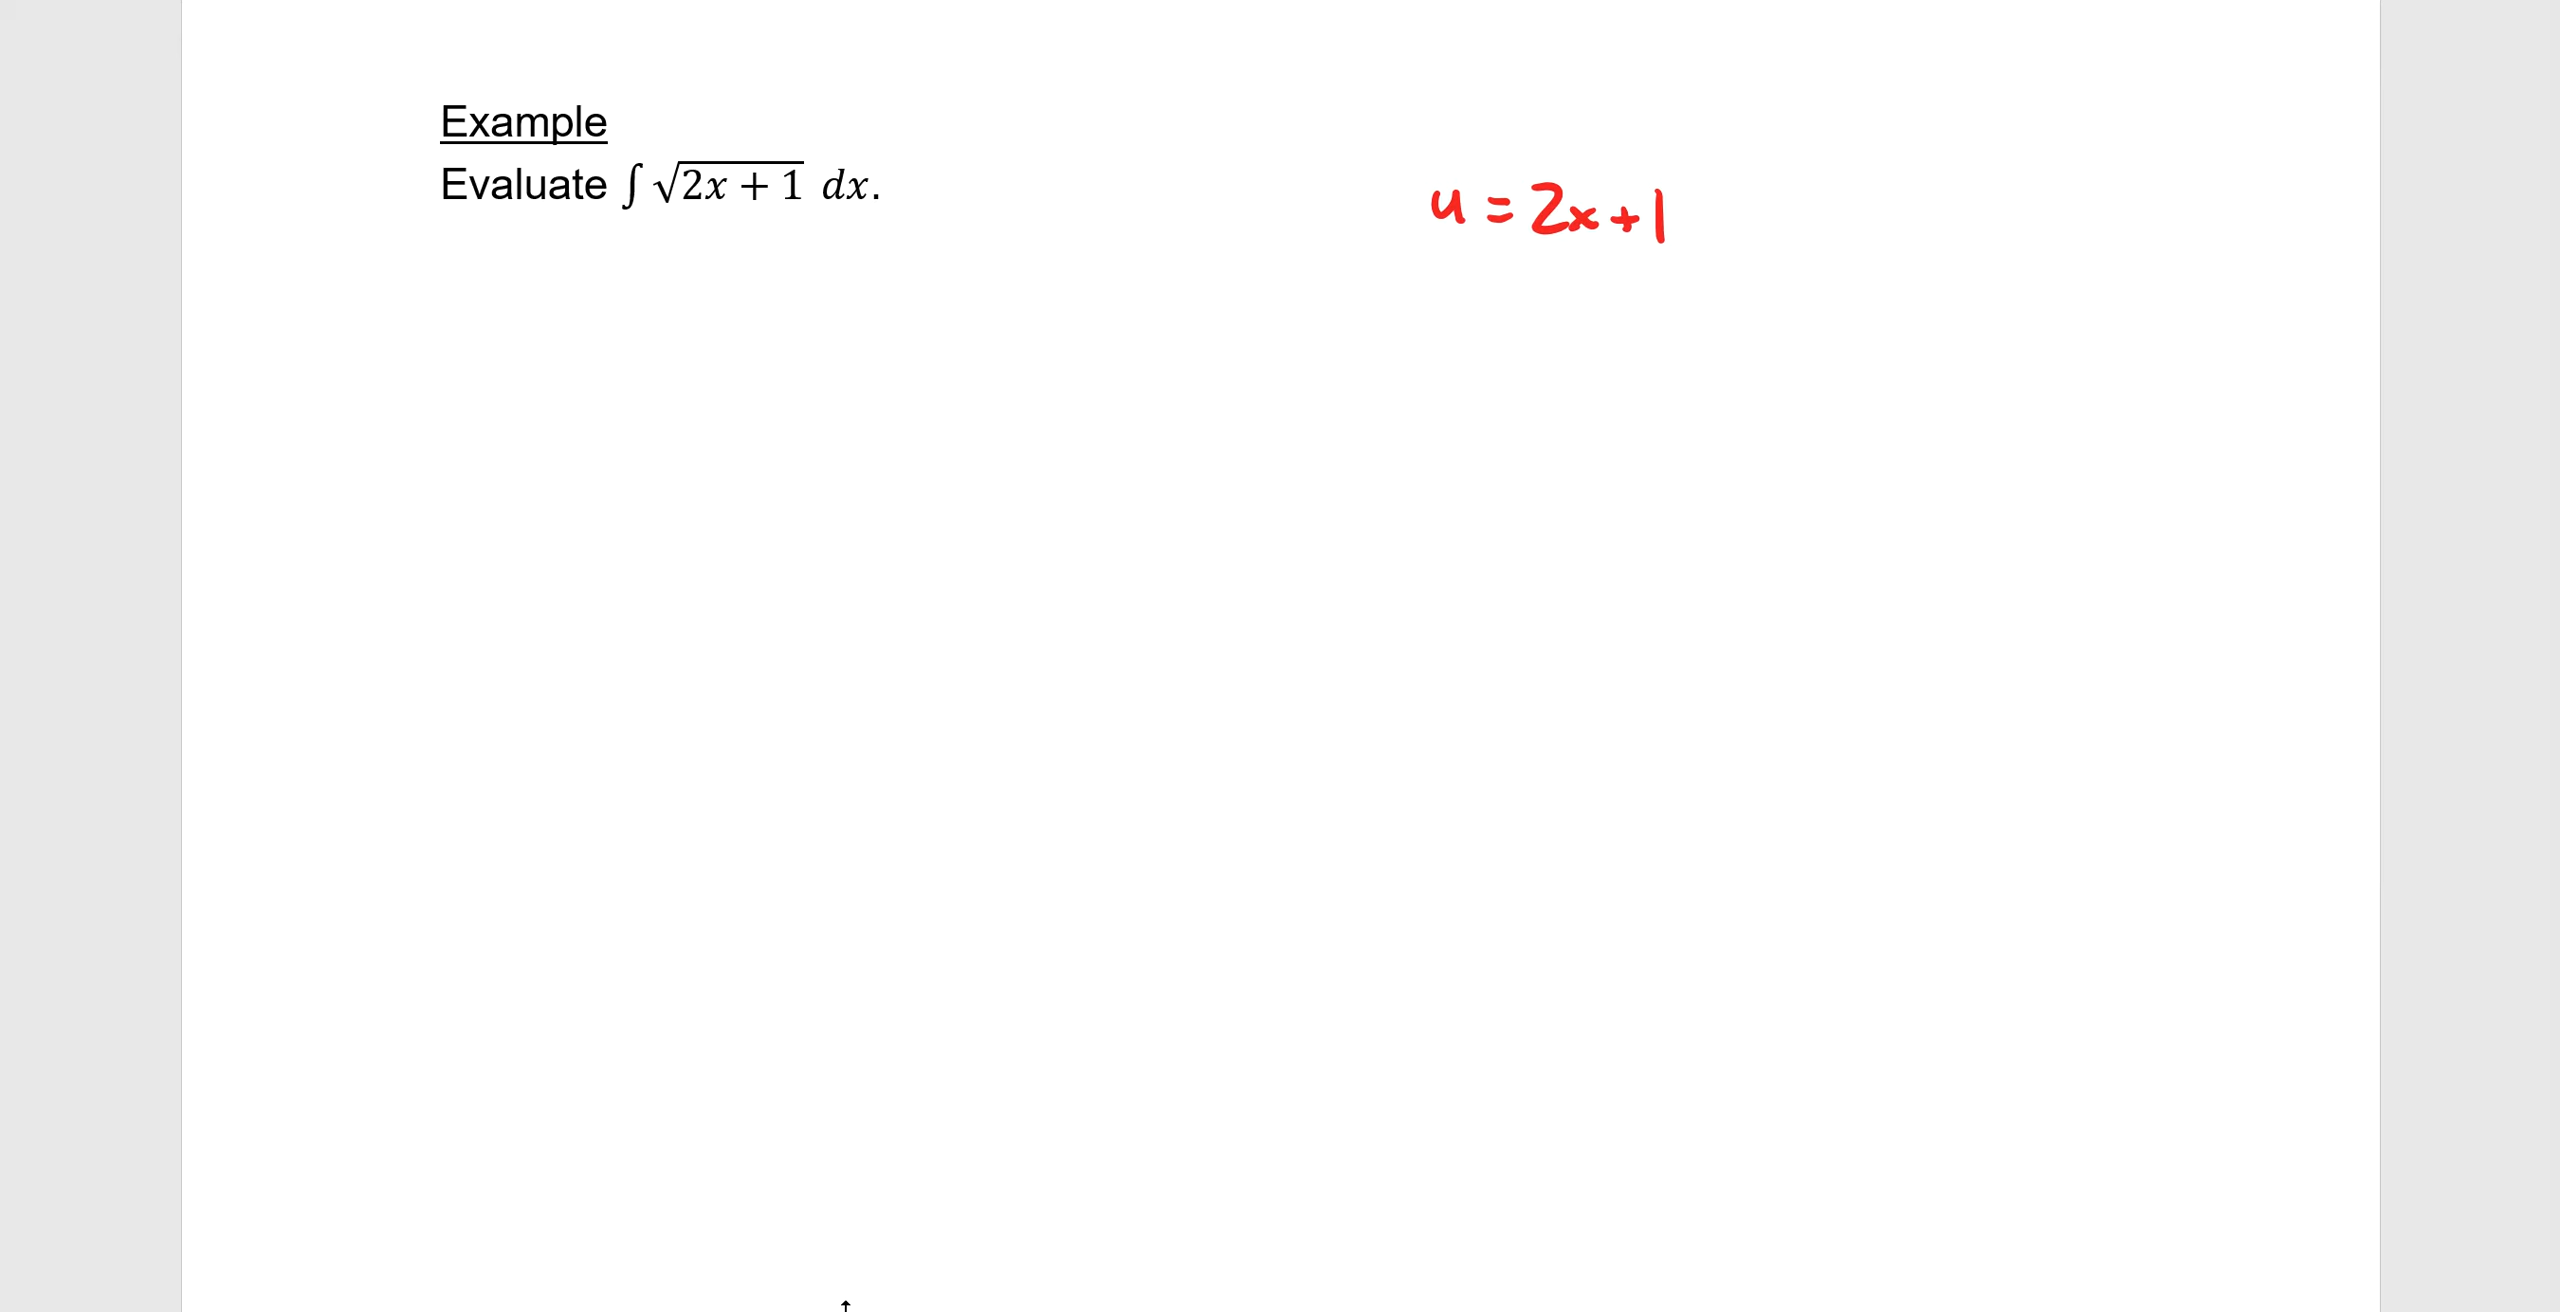 Example
Evaluate ∫ √(2x + 1) dx.
u = 2x + 1